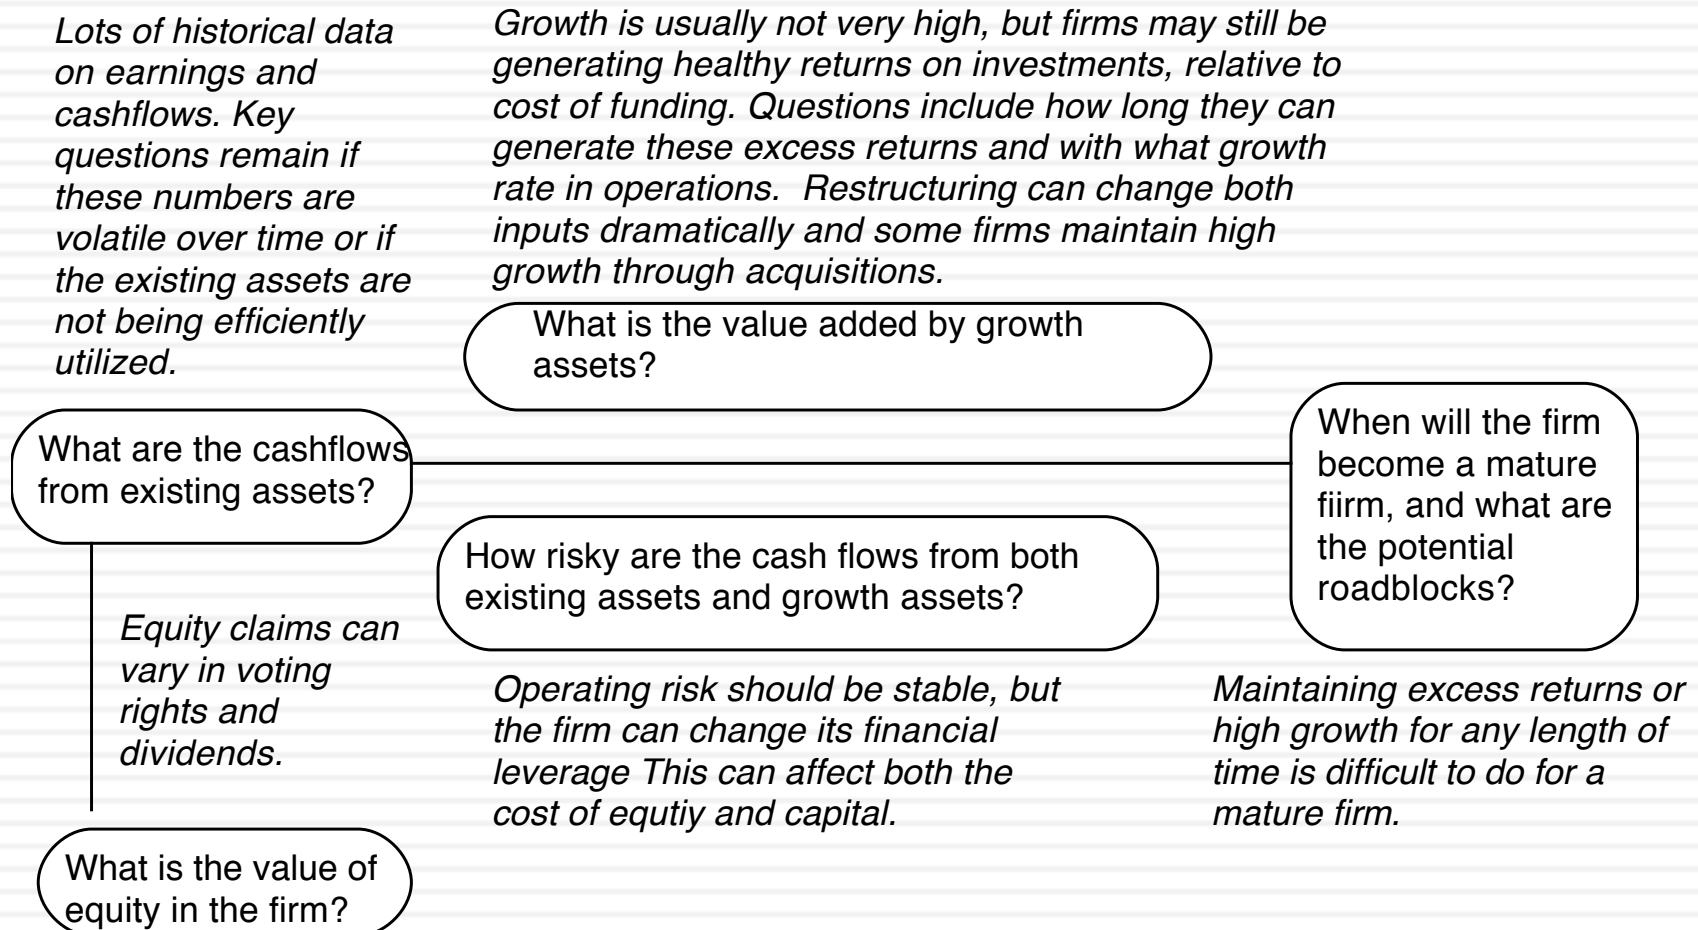 Lots of historical data
on earnings and
cashflows. Key
questions remain if
these numbers are
volatile over time or if
the existing assets are
not being efficiently
utilized.
Growth is usually not very high, but firms may still be
generating healthy returns on investments, relative to
cost of funding. Questions include how long they can
generate these excess returns and with what growth
rate in operations.  Restructuring can change both
inputs dramatically and some firms maintain high
growth through acquisitions.
What is the value added by growth
assets?
What are the cashflows
from existing assets?
When will the firm
become a mature
fiirm, and what are
the potential
roadblocks?
How risky are the cash flows from both
existing assets and growth assets?
Equity claims can
vary in voting
rights and
dividends.
Operating risk should be stable, but
the firm can change its financial
leverage This can affect both the
cost of equtiy and capital.
Maintaining excess returns or
high growth for any length of
time is difficult to do for a
mature firm.
What is the value of
equity in the firm?